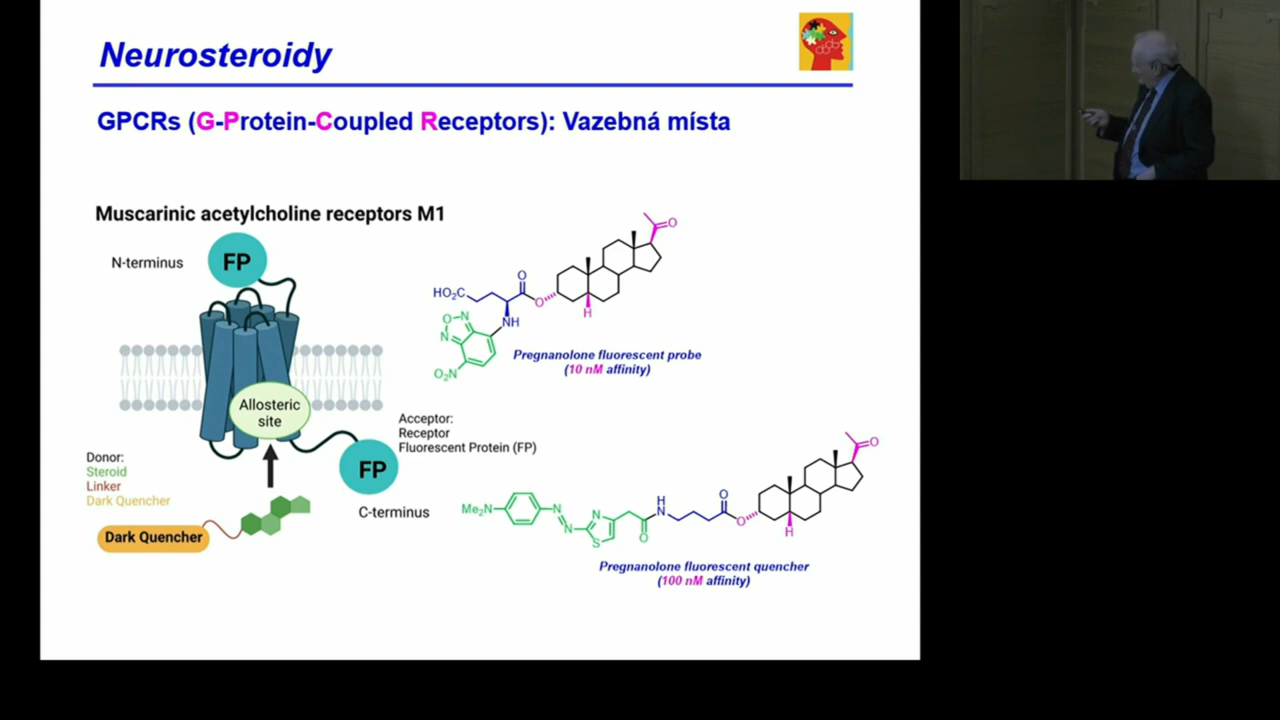 Neurosteroidy
GPCRs (G-Protein-Coupled Receptors): Vazebná místa
Muscarinic acetylcholine receptors M1
N-terminus
FP
Allosteric
site
Acceptor:
Receptor
Fluorescent Protein (FP)
FP
C-terminus
Donor:
Steroid
Linker
Dark Quencher
Dark Quencher
O
O
HO₂C
O
H
NH
N
O
N
O₂N
Pregnanolone fluorescent probe
(10 nM affinity)
O
O
O
H
H
N
O
Me₂N
N
N
N
S
Pregnanolone fluorescent quencher
(100 nM affinity)